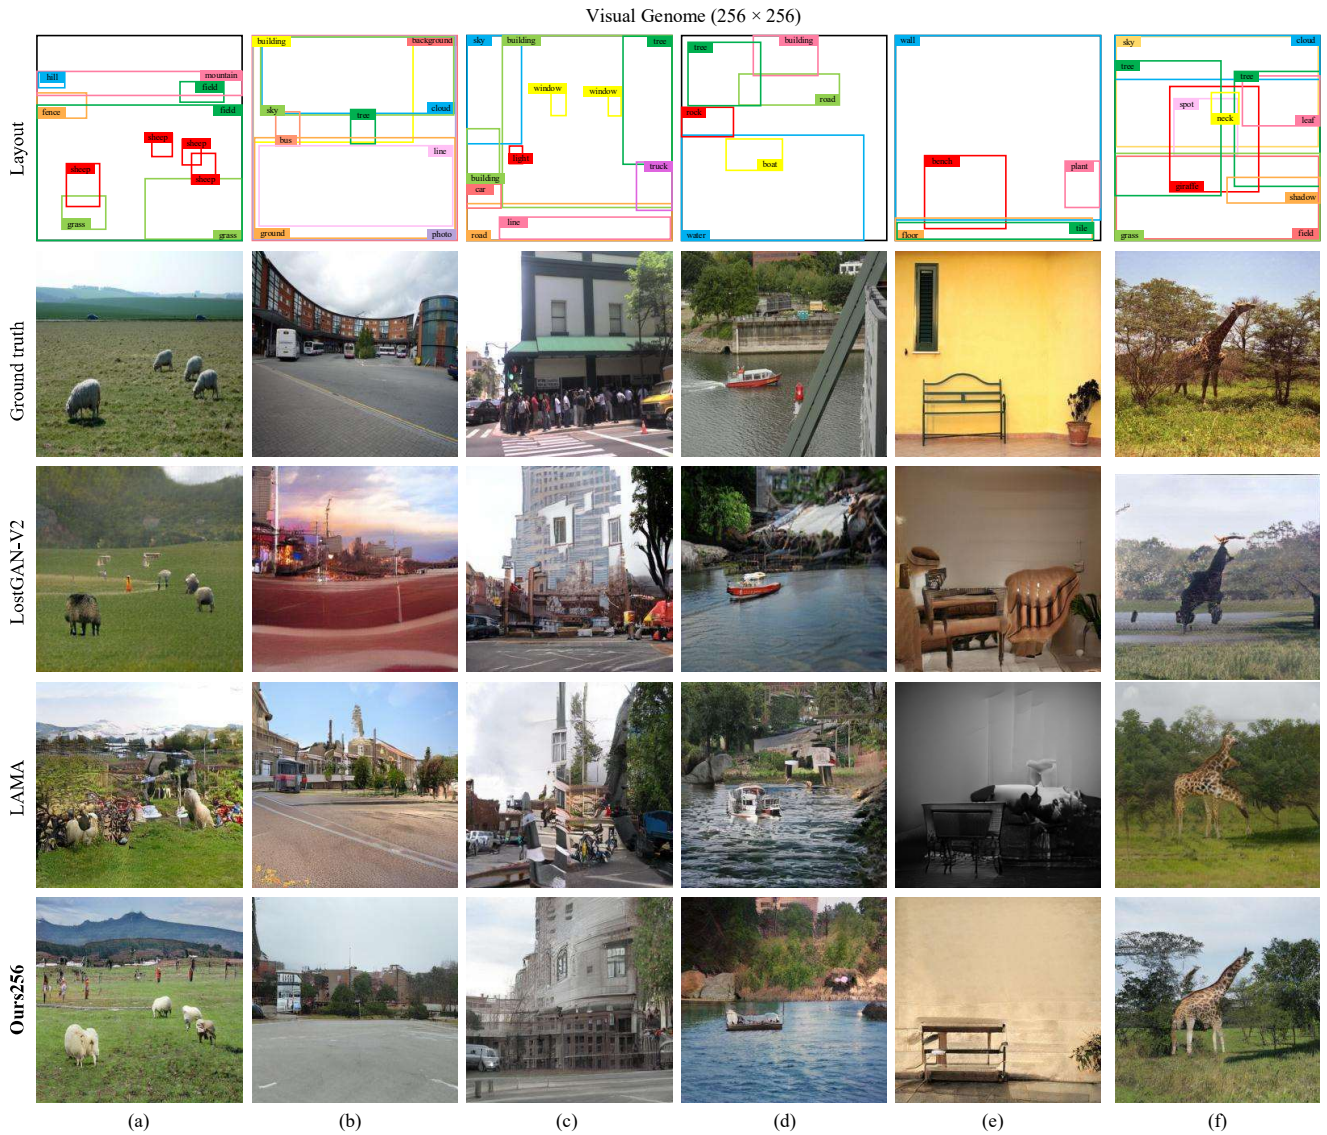 Visual Genome (256 × 256)
Layout
hill
mountain
field
fence
field
sheep
sheep
sheep
sheep
grass
grass
building
background
sky
cloud
tree
bus
line
ground
photo
sky
building
tree
window
window
light
building
truck
car
line
road
tree
building
road
rock
boat
water
wall
bench
plant
tile
floor
sky
cloud
tree
tree
spot
neck
leaf
giraffe
shadow
grass
field
Ground truth
LostGAN-V2
LAMA
Ours256
(a)
(b)
(c)
(d)
(e)
(f)